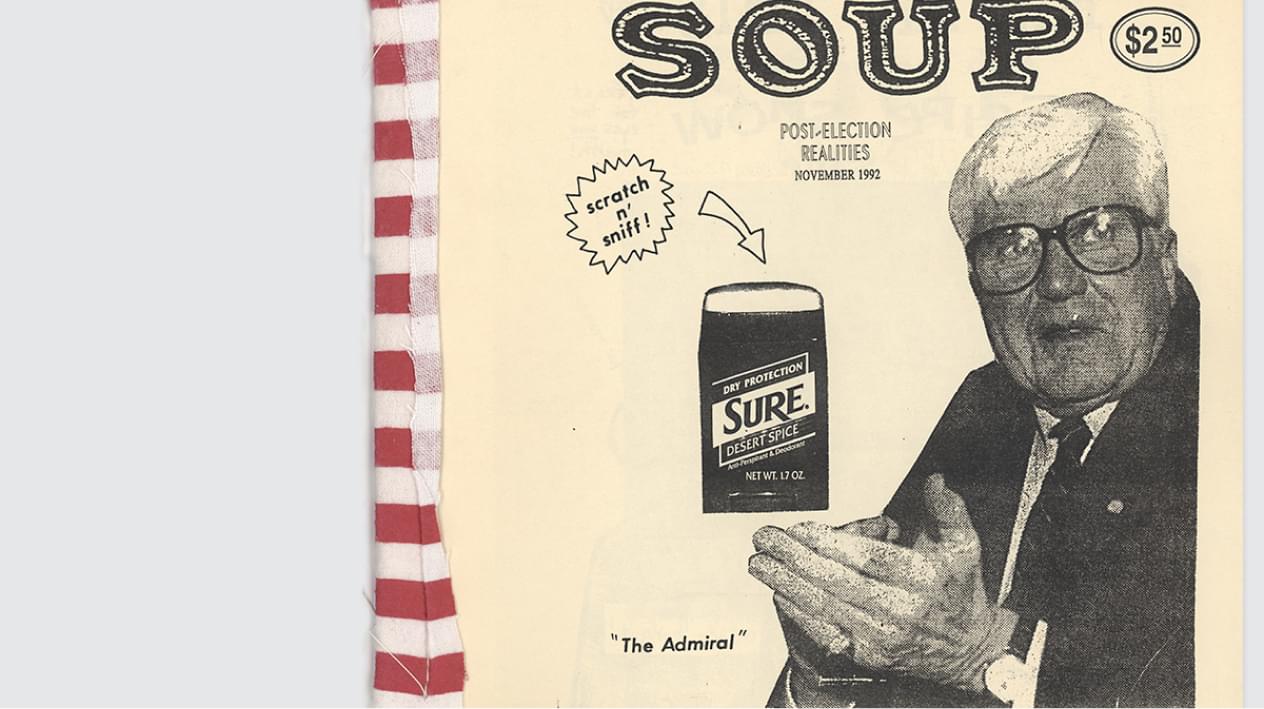 SOUP
$2 50
POST-ELECTION
REALITIES
NOVEMBER 1992
scratch
n'
sniff!
DRY PROTECTION
SURE.
DESERT SPICE
Anti-Perspirant & Deodorant
NET WT. 1.7 OZ.
"The Admiral"